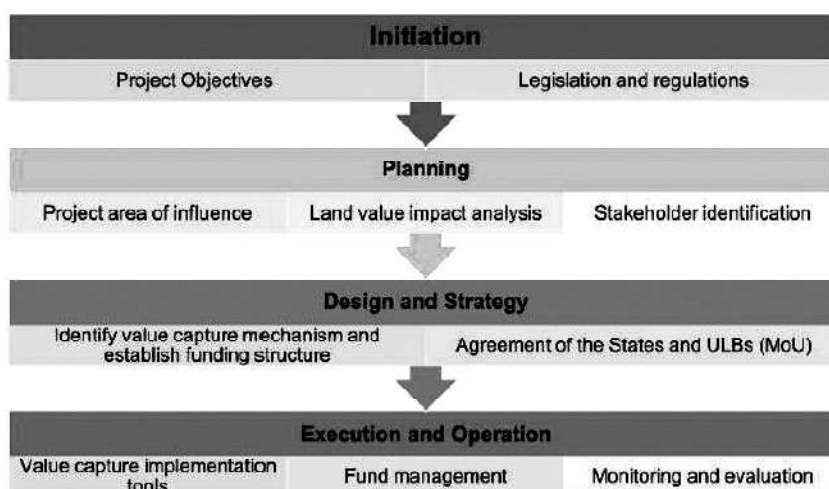 Initiation
Project Objectives
Legislation and regulations
Planning
Project area of influence
Land value impact analysis
Stakeholder identification
Design and Strategy
Identify value capture mechanism and
establish funding structure
Agreement of the States and ULBs (MoU)
Execution and Operation
Value capture implementation
tools
Fund management
Monitoring and evaluation